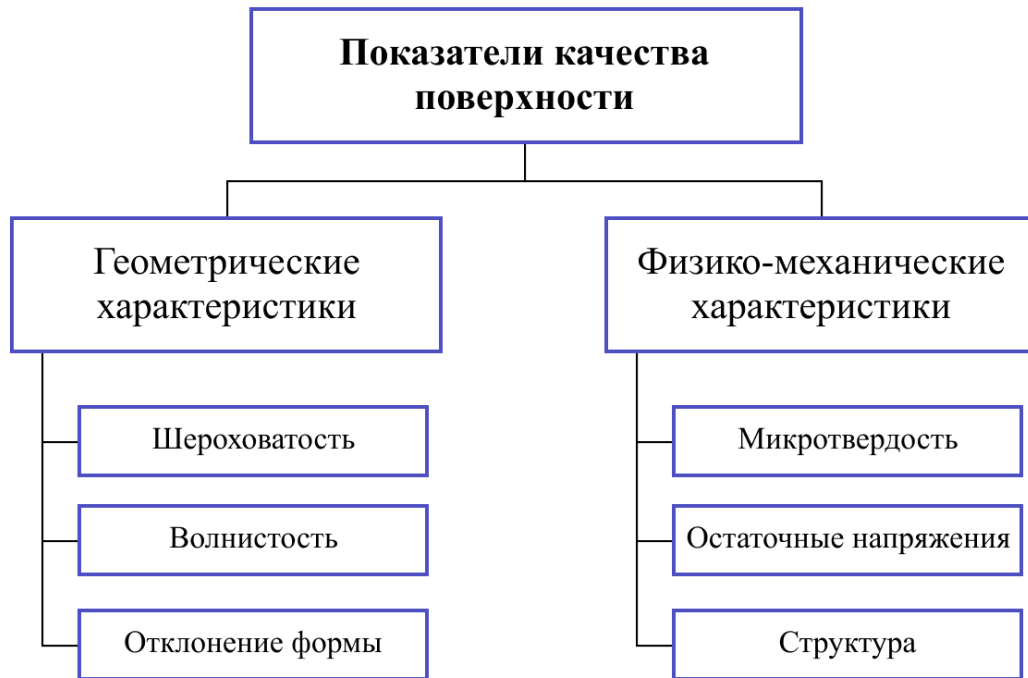 Показатели качества
поверхности
Геометрические
характеристики
Физико-механические
характеристики
Шероховатость
Микротвердость
Волнистость
Остаточные напряжения
Отклонение формы
Структура